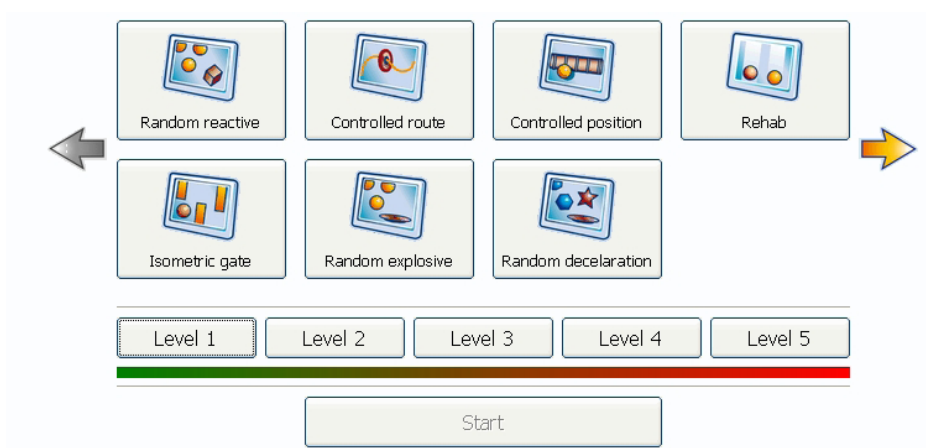 Random reactive
Controlled route
Controlled position
Rehab
Isometric gate
Random explosive
Random decelaration
Level 1
Level 2
Level 3
Level 4
Level 5
Start